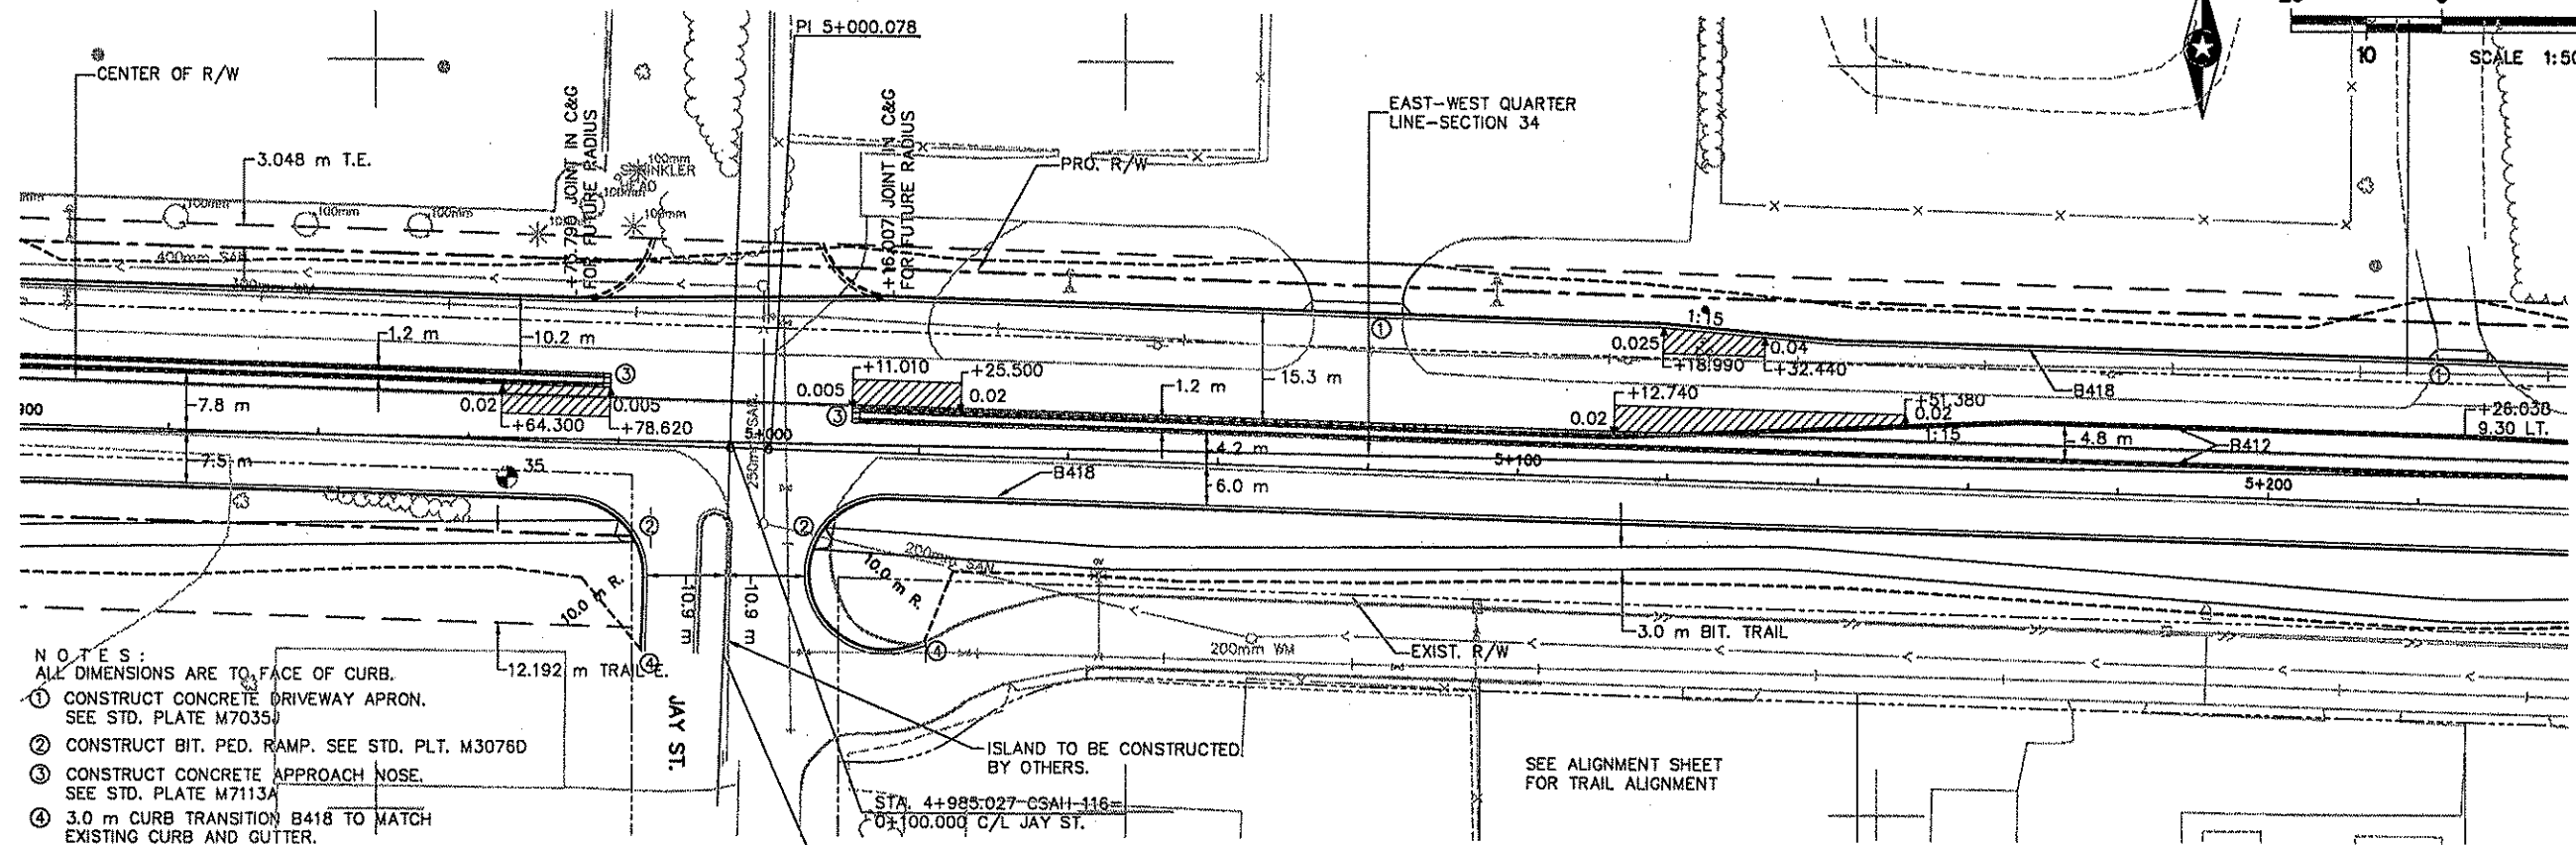 PI 5+000.078
10
SCALE 1:50
CENTER OF R/W
EAST-WEST QUARTER
LINE-SECTION 34
JOINT IN C&G
FOR FUTURE RADIUS
+16.007 JOINT IN C&G
FOR FUTURE RADIUS
3.048 m T.E.
100mm
SPRINKLER
HEAD
100mm
PRO. R/W
100mm
100mm
100mm
100mm
400mm SAN
1:15
1.2 m
10.2 m
0.025
0.04
+18.990
+32.440
B418
+11.010
+25.500
1.2 m
15.3 m
0.005
0.02
7.8 m
0.02
0.005
+64.300
+78.620
+12.740
0.02
+51.380
0.02
1:15
+26.038
9.30 LT.
4.8 m
B412
5+000
250mm SAN.
4.2 m
5+100
7.5 m
35
B418
6.0 m
5+200
200mm SAN
10.0 m R.
10.0 m R.
10.9 m
10.9 m
3.0 m BIT. TRAIL
200mm WM
EXIST. R/W
12.192 m TRAIL E.
JAY ST.
NOTES:
ALL DIMENSIONS ARE TO FACE OF CURB.
① CONSTRUCT CONCRETE DRIVEWAY APRON.
SEE STD. PLATE M7035J
② CONSTRUCT BIT. PED. RAMP. SEE STD. PLT. M3076D
③ CONSTRUCT CONCRETE APPROACH NOSE.
SEE STD. PLATE M7113A
④ 3.0 m CURB TRANSITION B418 TO MATCH
EXISTING CURB AND GUTTER.
ISLAND TO BE CONSTRUCTED
BY OTHERS.
STA. 4+985.027 CSAH 116=
0+100.000 C/L JAY ST.
SEE ALIGNMENT SHEET
FOR TRAIL ALIGNMENT